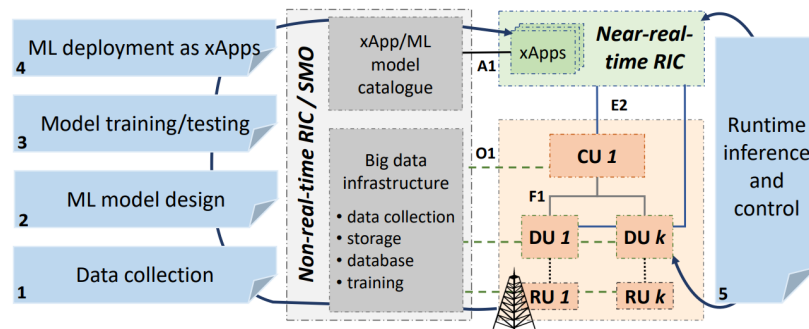 ML deployment as xApps
4
Model training/testing
3
ML model design
2
Data collection
1
Non-real-time RIC / SMO
xApp/ML
model
catalogue
Big data
infrastructure
• data collection
• storage
• database
• training
A1
O1
xApps
Near-real-
time RIC
E2
CU 1
F1
DU 1
DU k
RU 1
RU k
Runtime
inference
and
control
5